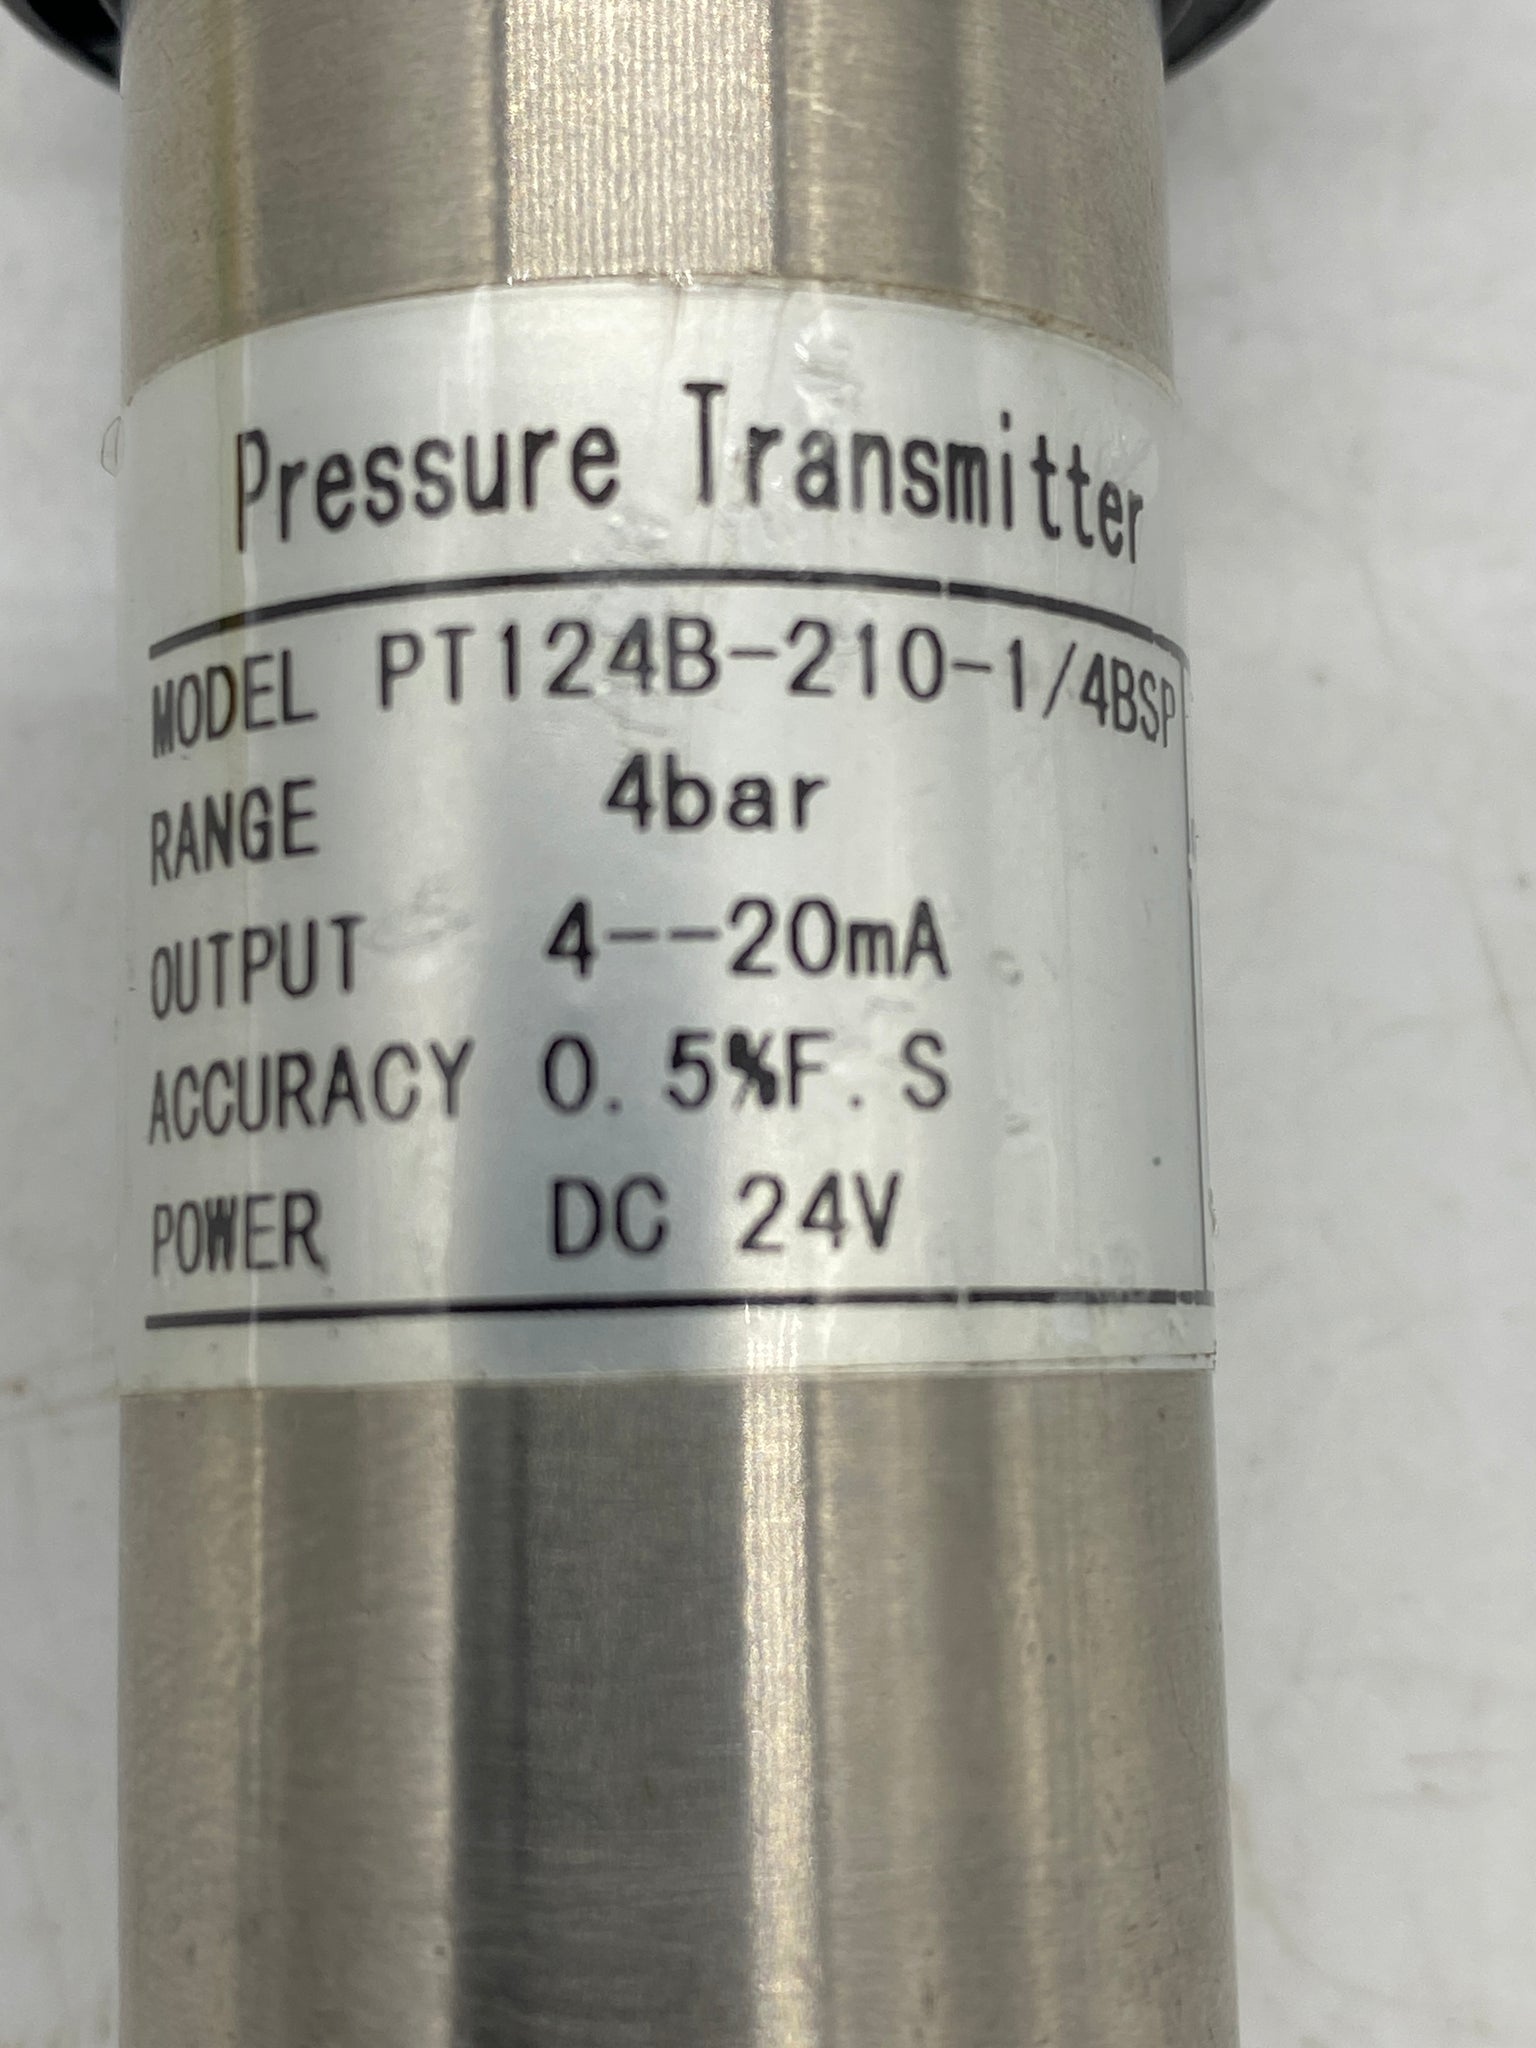 Pressure Transmitter
MODEL PT124B-210-1/4BSP
RANGE 4bar
OUTPUT 4--20mA
ACCURACY 0.5%F.S
POWER DC 24V